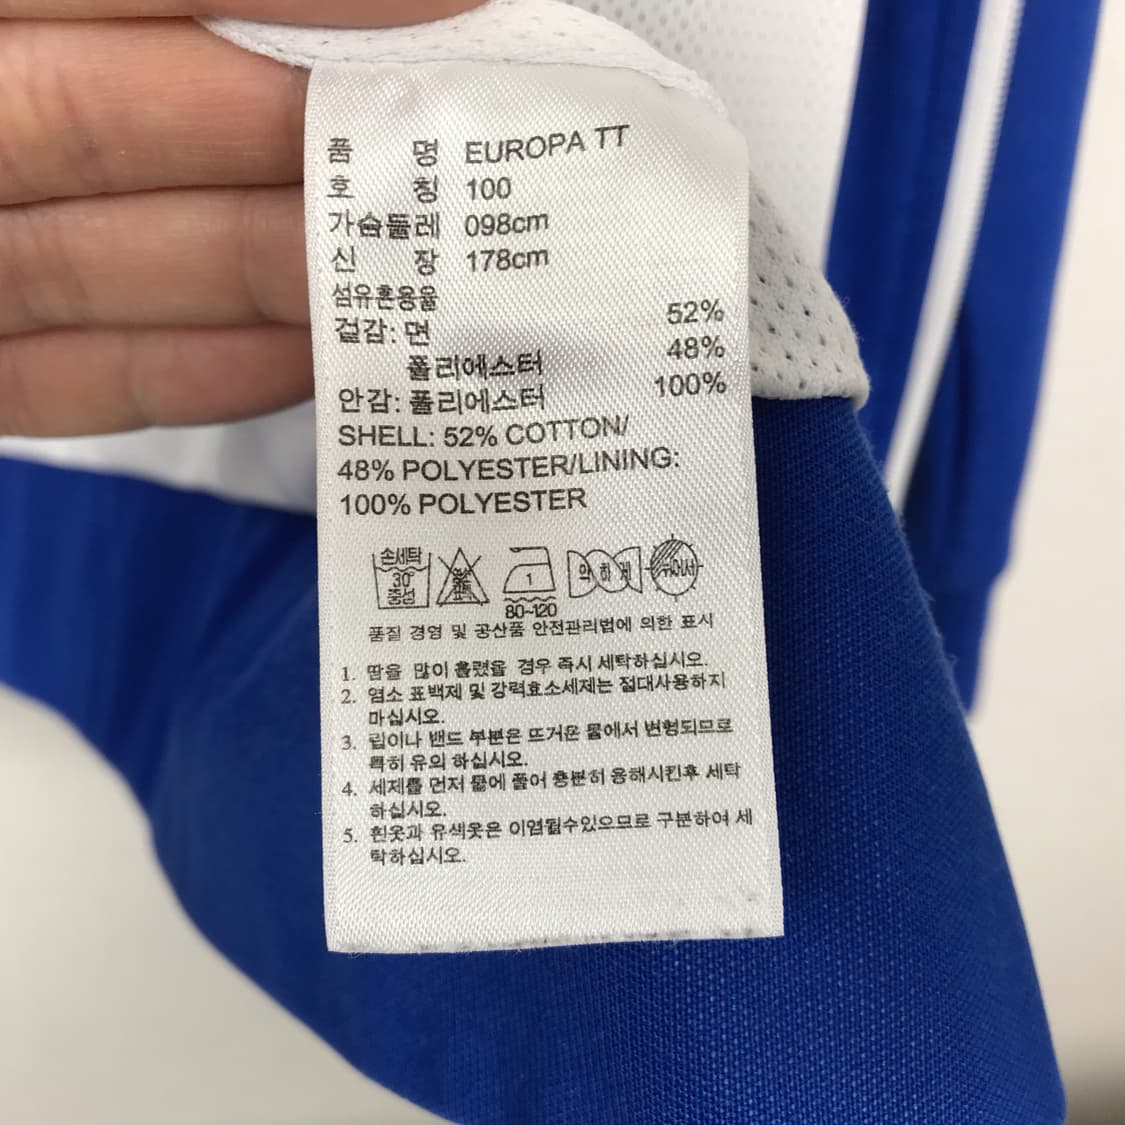 품 명 EUROPA TT
호 칭 100
가슴둘레 098cm
신 장 178cm
섬유혼용율
겉감: 면 52%
폴리에스터 48%
안감: 폴리에스터 100%
SHELL: 52% COTTON/
48% POLYESTER/LINING:
100% POLYESTER
손세탁
30°
중성
1
80~120
약하게
뉘어서
품질 경영 및 공산품 안전관리법에 의한 표시
1. 땀을 많이 흘렸을 경우 즉시 세탁하십시오.
2. 염소 표백제 및 강력효소세제는 절대사용하지
마십시오.
3. 립이나 밴드 부분은 뜨거운 물에서 변형되므로
특히 유의 하십시오.
4. 세제를 먼저 물에 풀어 충분히 용해시킨후 세탁
하십시오.
5. 흰옷과 유색옷은 이염될수있으므로 구분하여 세
탁하십시오.